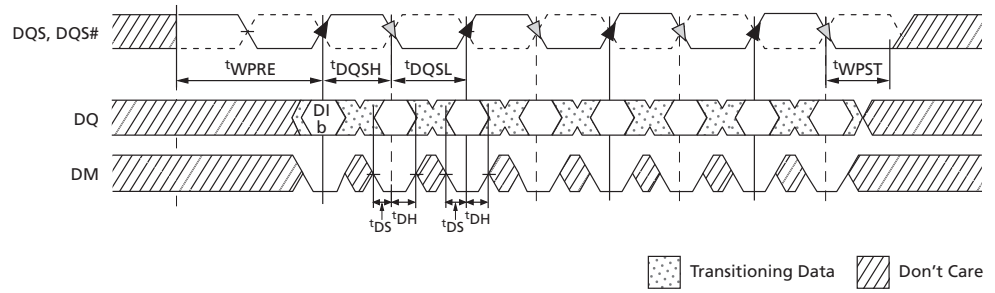 DQS, DQS#
tWPRE
tDQSH
tDQSL
tWPST
DQ
DI
b
DM
tDS
tDH
tDS
tDH
Transitioning Data
Don't Care